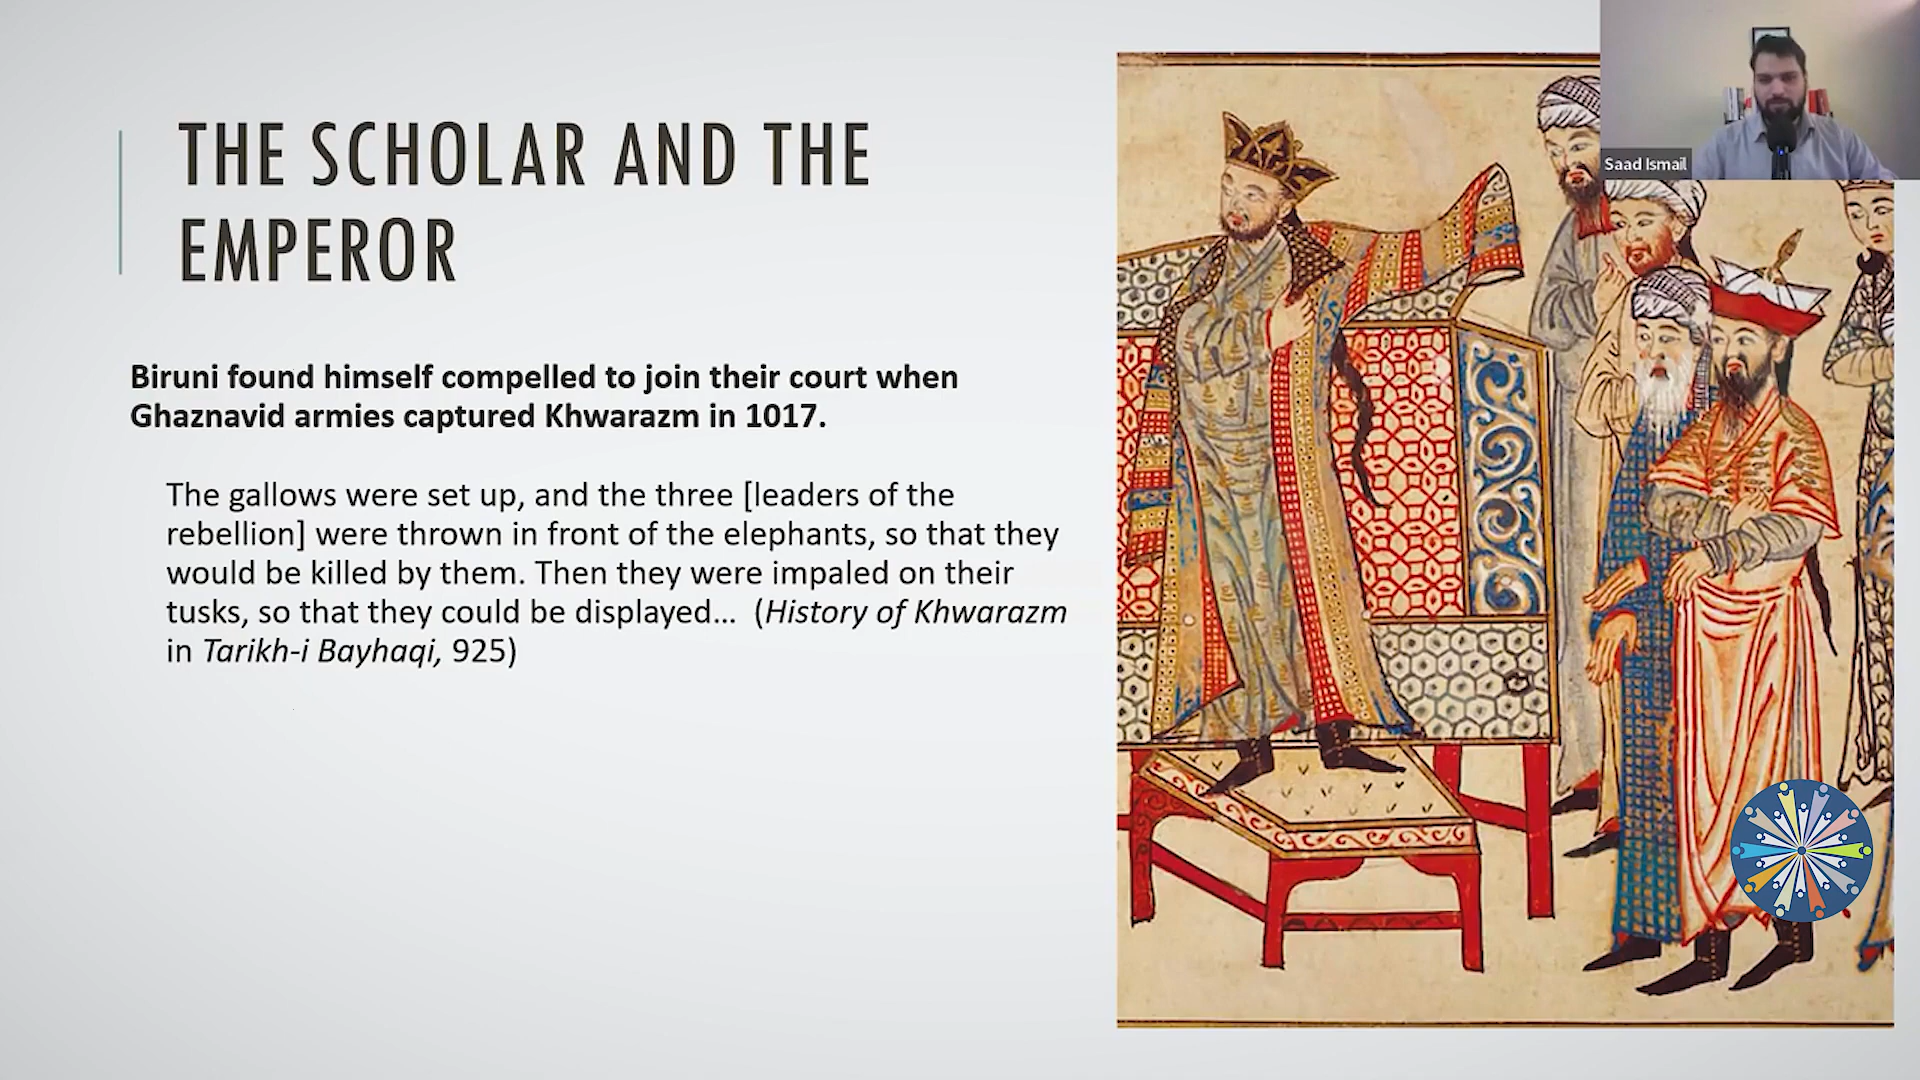 THE SCHOLAR AND THE
EMPEROR
Biruni found himself compelled to join their court when
Ghaznavid armies captured Khwarazm in 1017.
The gallows were set up, and the three [leaders of the
rebellion] were thrown in front of the elephants, so that they
would be killed by them. Then they were impaled on their
tusks, so that they could be displayed... (History of Khwarazm
in Tarikh-i Bayhaqi, 925)
Saad Ismail